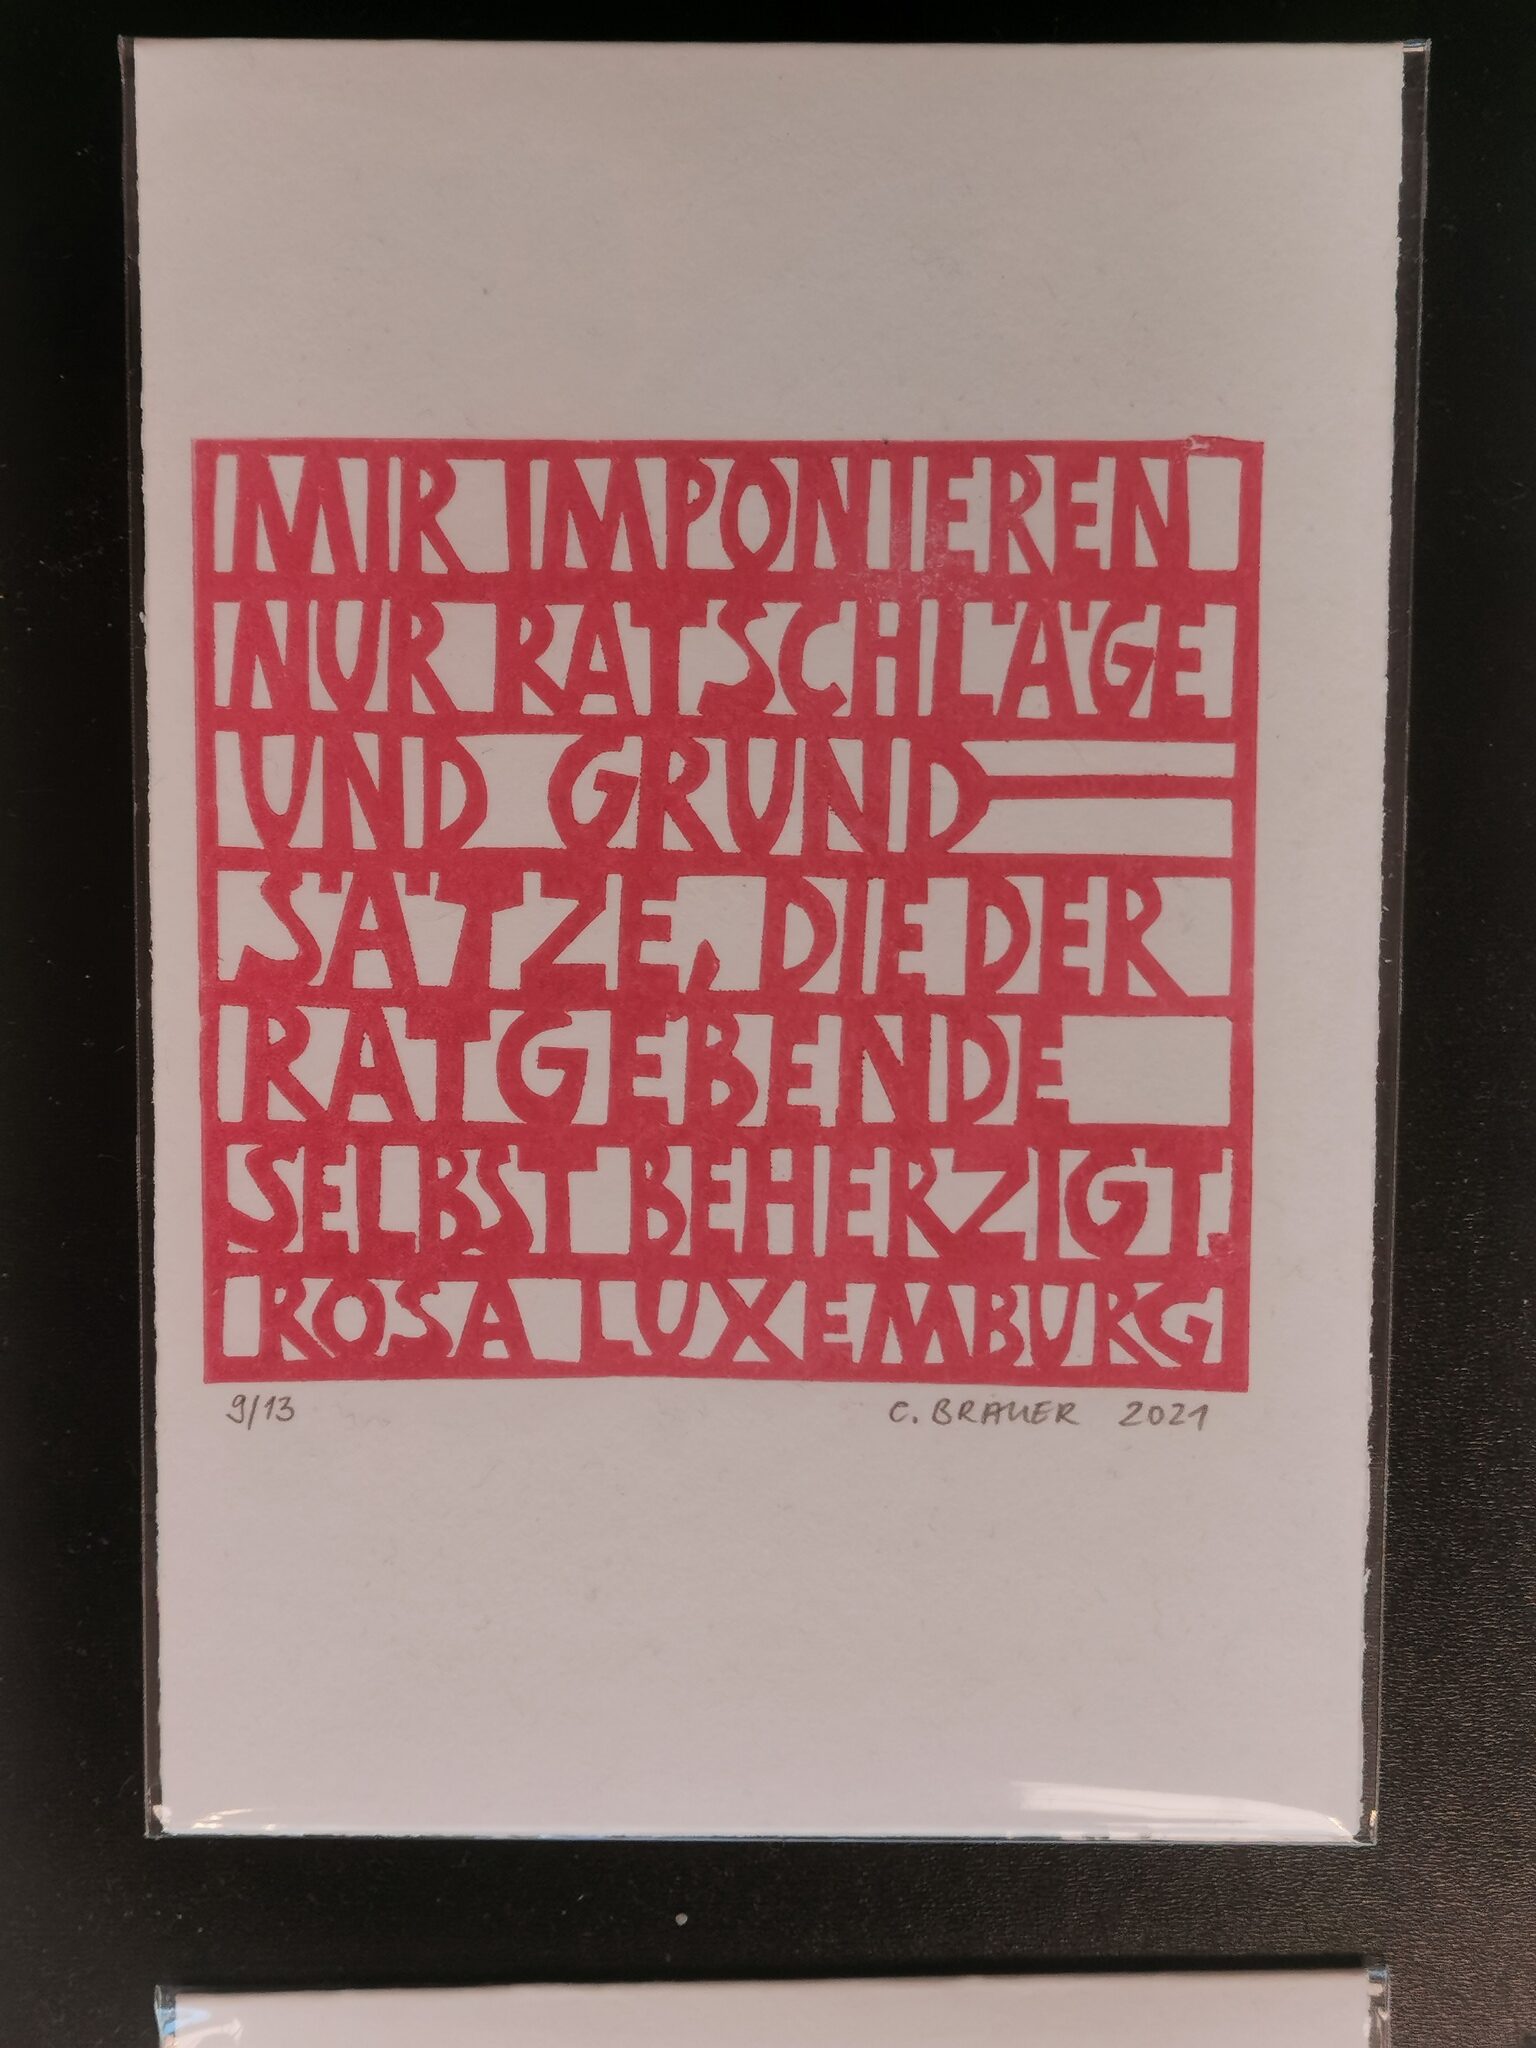 MIR IMPONIEREN
NUR RATSCHLÄGE
UND GRUND=
SÄTZE, DIE DER
RATGEBENDE
SELBST BEHERZIGT.
ROSA LUXEMBURG
9/13 C. BRAUER 2021